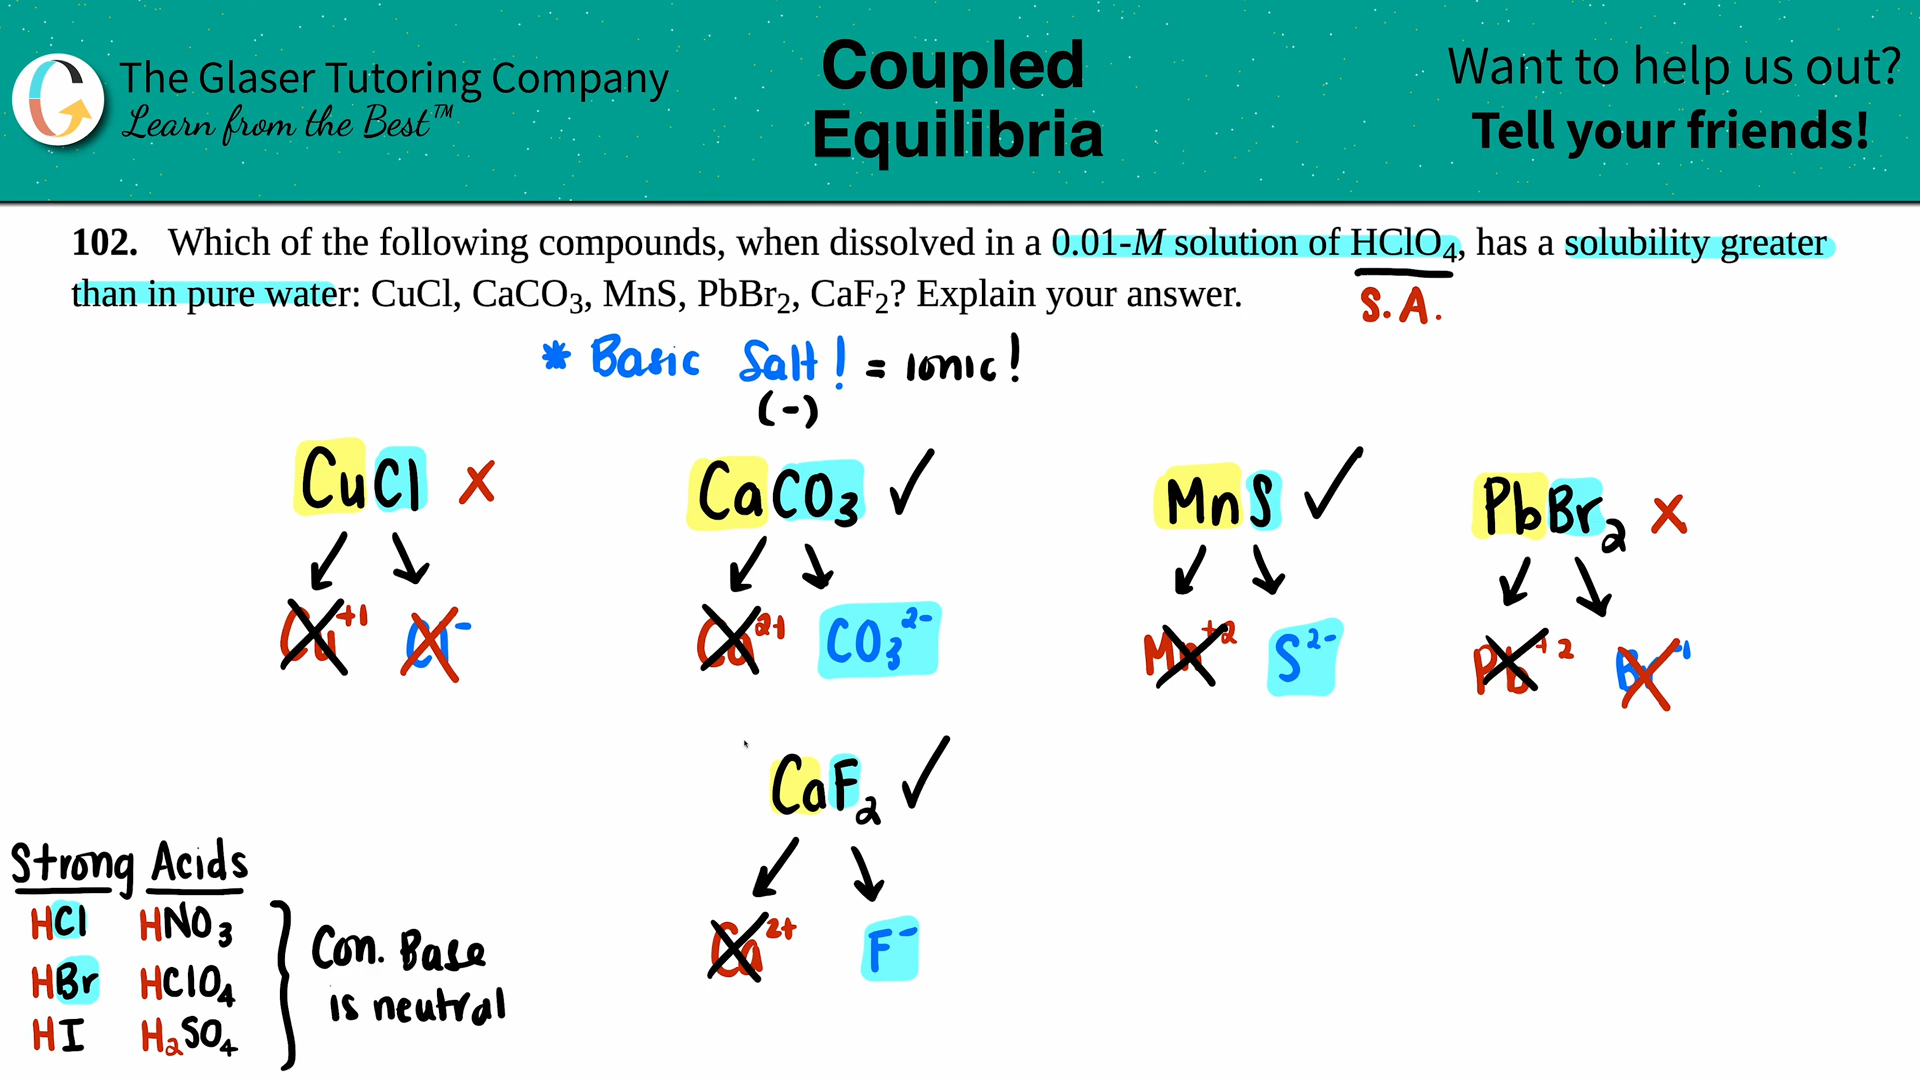 The Glaser Tutoring Company
Learn from the Best™
Coupled
Equilibria
Want to help us out?
Tell your friends!
102. Which of the following compounds, when dissolved in a 0.01-M solution of HClO₄, has a solubility greater
than in pure water: CuCl, CaCO₃, MnS, PbBr₂, CaF₂? Explain your answer.
S.A.
* Basic Salt! = ionic!
(-)
CuCl x
CaCO₃ ✓
MnS ✓
PbBr₂ x
Cu⁺¹ Cl⁻
Ca²⁺ CO₃²⁻
Mn⁺² S²⁻
Pb⁺² Br⁻¹
CaF₂ ✓
Ca²⁺ F⁻
Strong Acids
HCl HNO₃
HBr HClO₄
HI H₂SO₄
Con. Base
is neutral